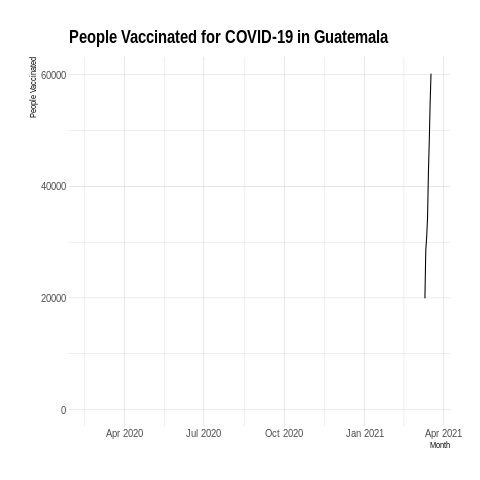 People Vaccinated for COVID-19 in Guatemala
People Vaccinated
60000
40000
20000
0
Apr 2020 Jul 2020 Oct 2020 Jan 2021 Apr 2021
Month